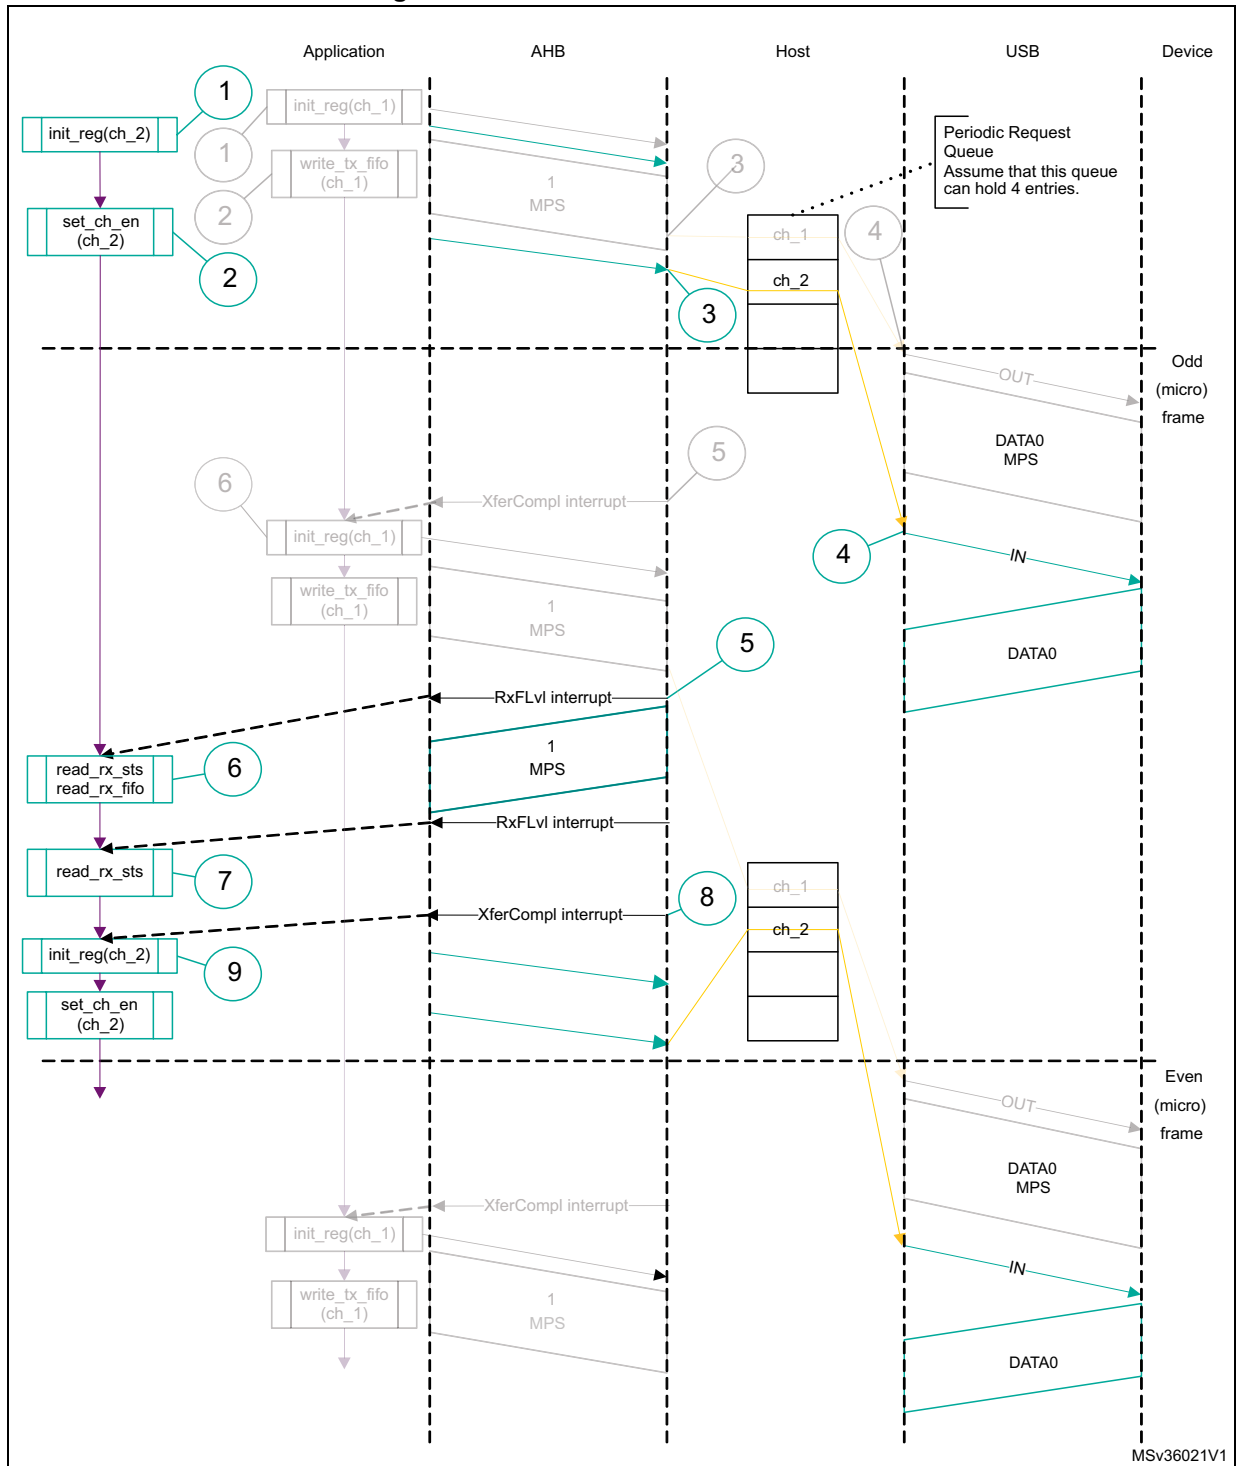 Application
AHB
Host
USB
Device
1
init_reg(ch_1)
init_reg(ch_2)
1
write_tx_fifo
(ch_1)
1
MPS
3
Periodic Request
Queue
Assume that this queue
can hold 4 entries.
2
set_ch_en
(ch_2)
ch_1
4
2
ch_2
3
Odd
(micro)
frame
OUT
DATA0
MPS
5
6
XferCompl interrupt
init_reg(ch_1)
4
IN
write_tx_fifo
(ch_1)
1
MPS
5
DATA0
RxFLvl interrupt
1
MPS
read_rx_sts
read_rx_fifo
6
RxFLvl interrupt
read_rx_sts
7
ch_1
8
XferCompl interrupt
ch_2
init_reg(ch_2)
9
set_ch_en
(ch_2)
Even
(micro)
frame
OUT
DATA0
MPS
XferCompl interrupt
init_reg(ch_1)
IN
write_tx_fifo
(ch_1)
1
MPS
DATA0
MSv36021V1